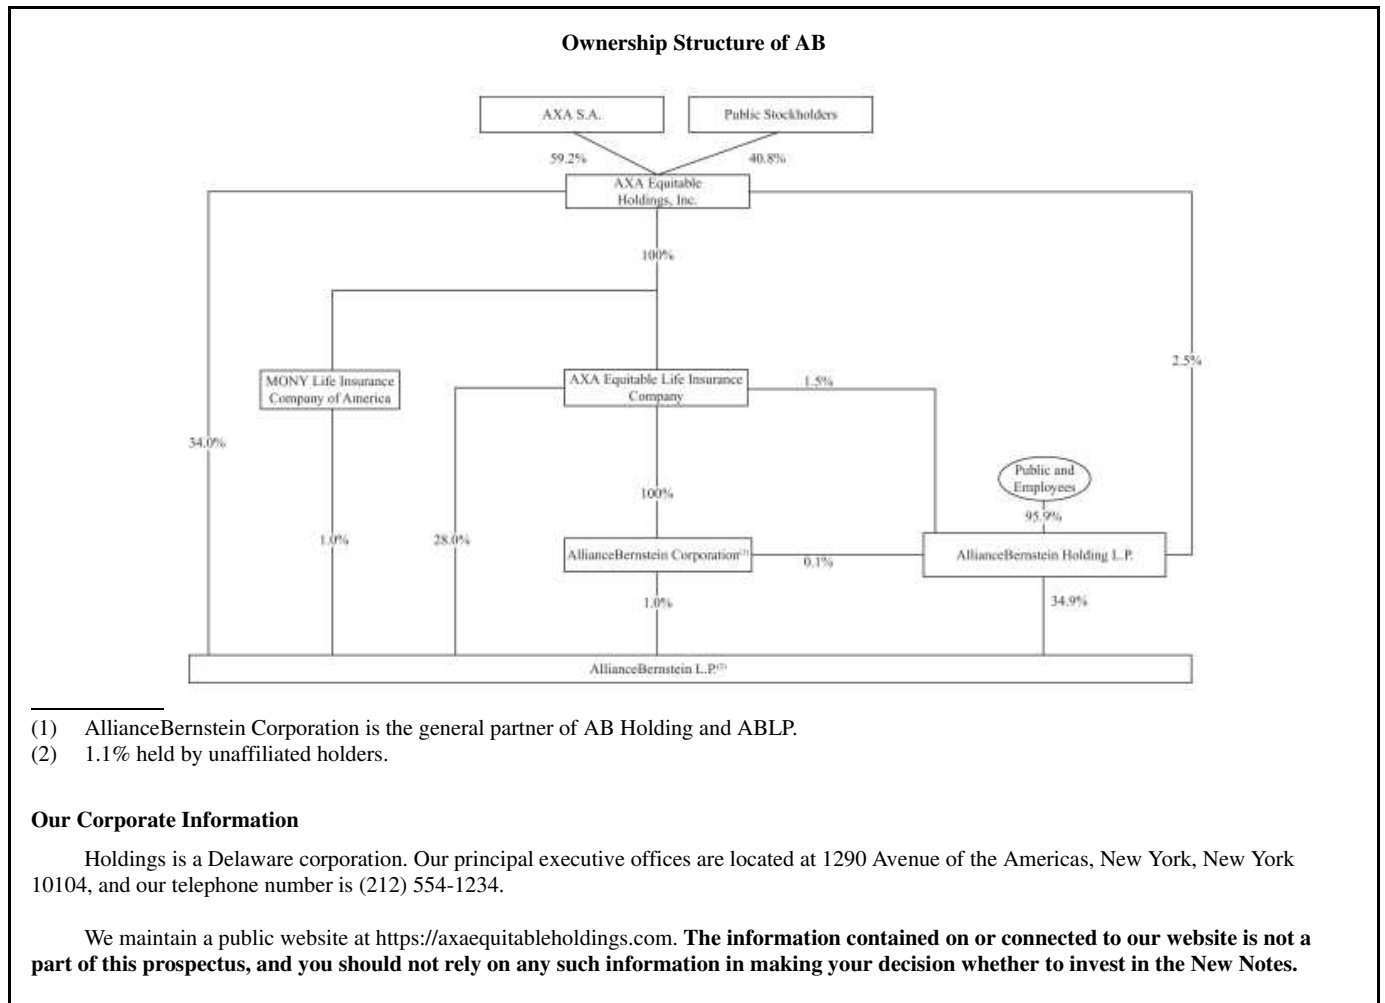 Ownership Structure of AB
AXA S.A.
Public Stockholders
59.2%
40.8%
AXA Equitable
Holdings, Inc.
100%
2.5%
MONY Life Insurance
Company of America
AXA Equitable Life Insurance
Company
1.5%
34.0%
Public and
Employees
100%
95.9%
1.0%
28.0%
AllianceBernstein Corporation(1)
0.1%
AllianceBernstein Holding L.P.
1.0%
34.9%
AllianceBernstein L.P.(2)
(1) AllianceBernstein Corporation is the general partner of AB Holding and ABLP.
(2) 1.1% held by unaffiliated holders.
Our Corporate Information
Holdings is a Delaware corporation. Our principal executive offices are located at 1290 Avenue of the Americas, New York, New York
10104, and our telephone number is (212) 554-1234.
We maintain a public website at https://axaequitableholdings.com. The information contained on or connected to our website is not a
part of this prospectus, and you should not rely on any such information in making your decision whether to invest in the New Notes.